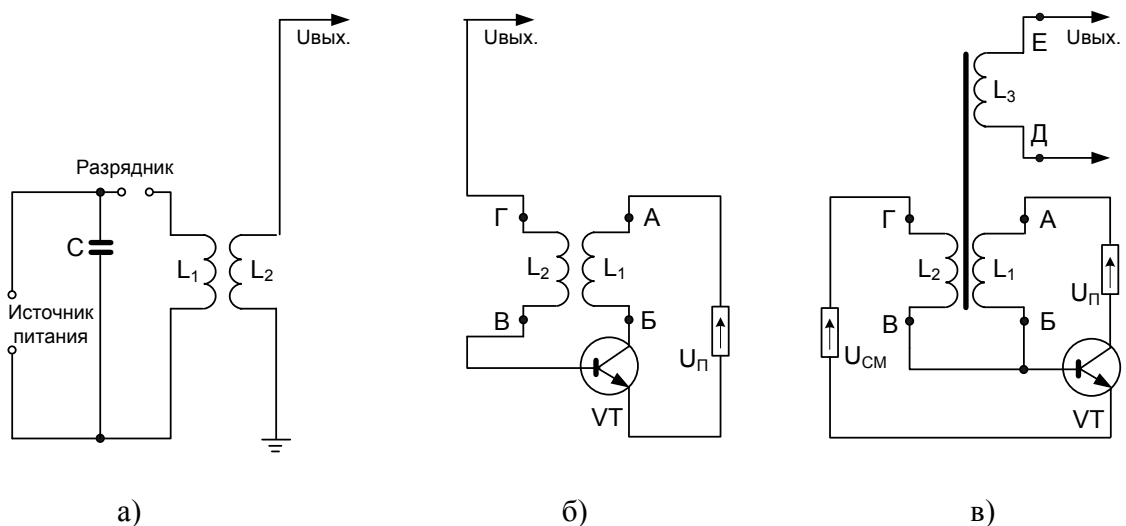 Uвых.
Разрядник
C
L1
L2
Источник
питания
Uвых.
Г
А
L2
L1
В
Б
UП
VT
Е
Uвых.
L3
Д
Г
А
L2
L1
UП
В
Б
UСМ
VT
а)
б)
в)